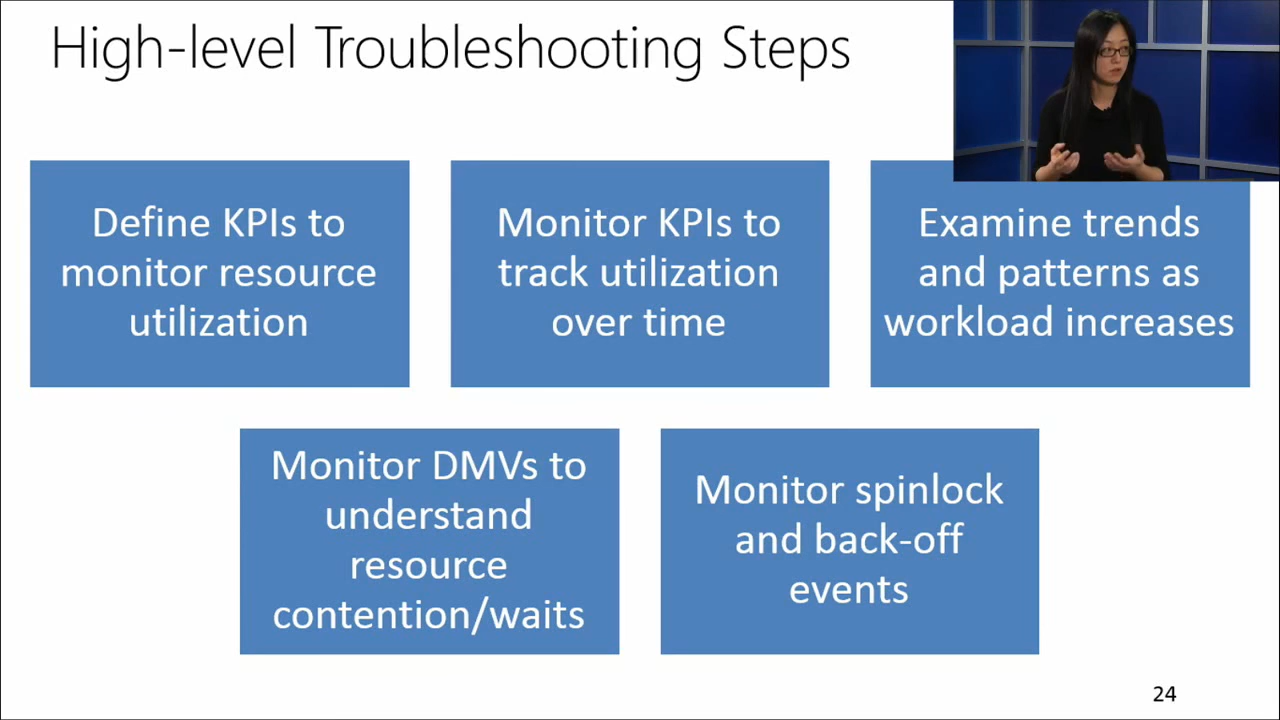 High-level Troubleshooting Steps
Define KPIs to
monitor resource
utilization
Monitor KPIs to
track utilization
over time
Examine trends
and patterns as
workload increases
Monitor DMVs to
understand
resource
contention/waits
Monitor spinlock
and back-off
events
24